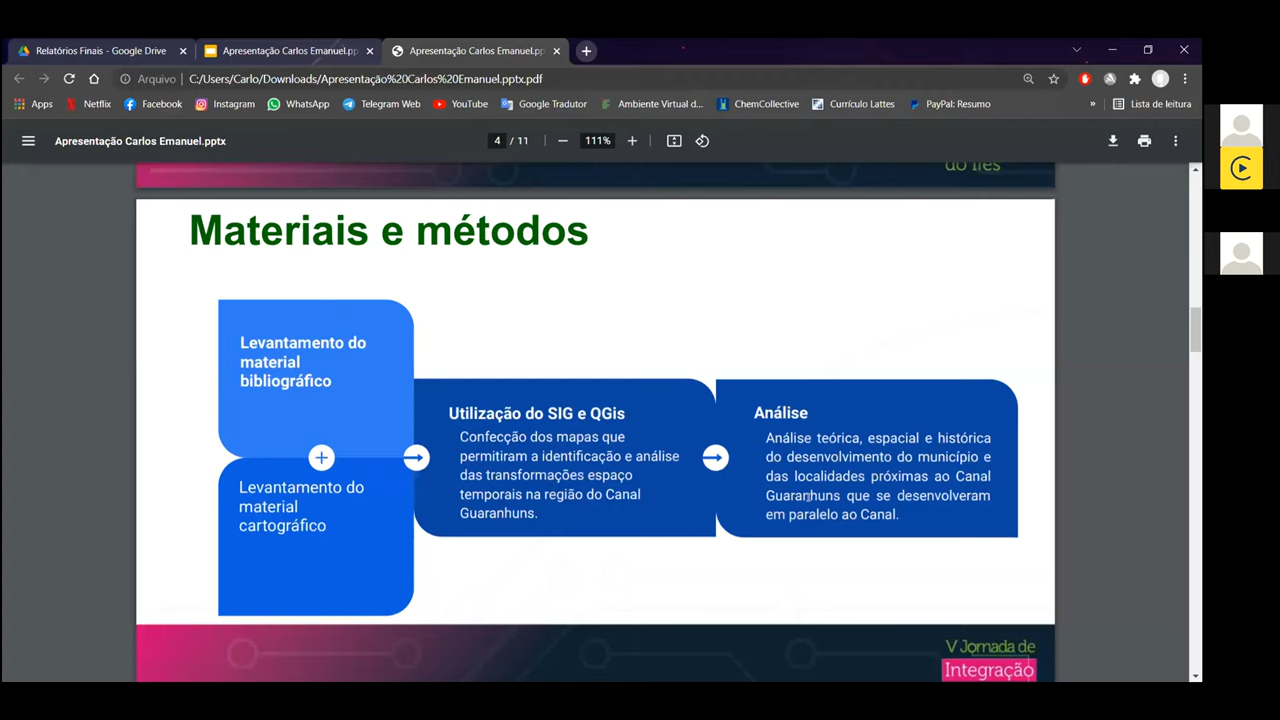 Relatórios Finais - Google Drive
Apresentação Carlos Emanuel.pp
Apresentação Carlos Emanuel.pp
Arquivo
C:/Users/Carlo/Downloads/Apresentação%20Carlos%20Emanuel.pptx.pdf
Apps
Netflix
Facebook
Instagram
WhatsApp
Telegram Web
YouTube
Google Tradutor
Ambiente Virtual d...
ChemCollective
Currículo Lattes
PayPal: Resumo
»
Lista de leitura
Apresentação Carlos Emanuel.pptx
4 / 11
111%
do Ifes
Materiais e métodos
Levantamento do
material
bibliográfico
Levantamento do
material
cartográfico
Utilização do SIG e QGis
Confecção dos mapas que
permitiram a identificação e análise
das transformações espaço
temporais na região do Canal
Guaranhuns.
Análise
Análise teórica, espacial e histórica
do desenvolvimento do município e
das localidades próximas ao Canal
Guaranhuns que se desenvolveram
em paralelo ao Canal.
V Jornada de
Integração